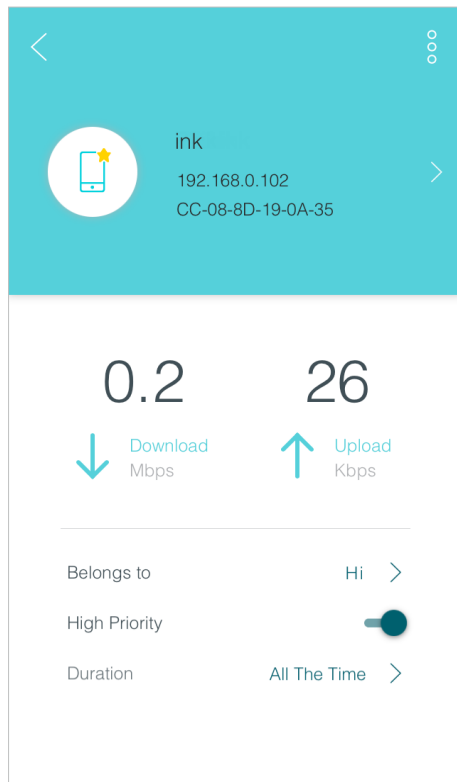 ink
192.168.0.102
CC-08-8D-19-0A-35
0.2 26
Download Upload
Mbps Kbps
Belongs to Hi
High Priority
Duration All The Time